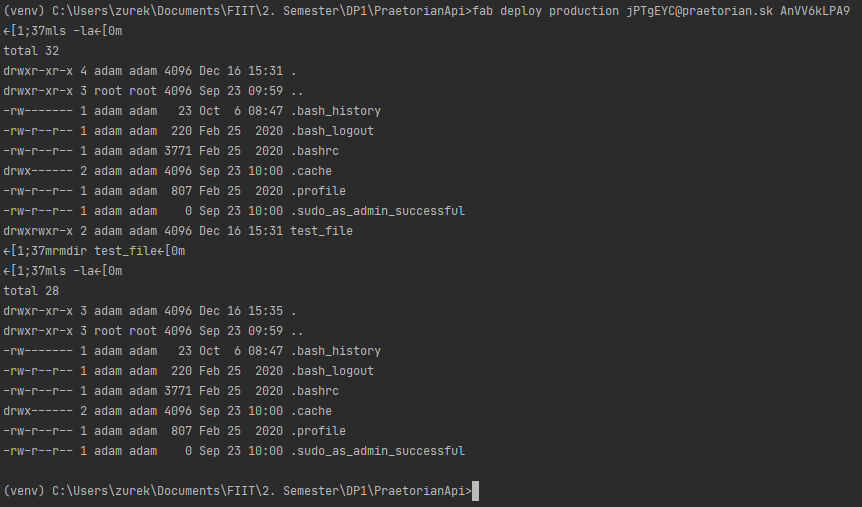 (venv) C:\Users\zurek\Documents\FIIT\2. Semester\DP1\PraetorianApi>fab deploy production jPTgEYC@praetorian.sk AnVV6kLPA9
←[1;37mls -la←[0m
total 32
drwxr-xr-x 4 adam adam 4096 Dec 16 15:31 .
drwxr-xr-x 3 root root 4096 Sep 23 09:59 ..
-rw------- 1 adam adam   23 Oct  6 08:47 .bash_history
-rw-r--r-- 1 adam adam  220 Feb 25  2020 .bash_logout
-rw-r--r-- 1 adam adam 3771 Feb 25  2020 .bashrc
drwx------ 2 adam adam 4096 Sep 23 10:00 .cache
-rw-r--r-- 1 adam adam  807 Feb 25  2020 .profile
-rw-r--r-- 1 adam adam    0 Sep 23 10:00 .sudo_as_admin_successful
drwxrwxr-x 2 adam adam 4096 Dec 16 15:31 test_file
←[1;37mrmdir test_file←[0m
←[1;37mls -la←[0m
total 28
drwxr-xr-x 3 adam adam 4096 Dec 16 15:35 .
drwxr-xr-x 3 root root 4096 Sep 23 09:59 ..
-rw------- 1 adam adam   23 Oct  6 08:47 .bash_history
-rw-r--r-- 1 adam adam  220 Feb 25  2020 .bash_logout
-rw-r--r-- 1 adam adam 3771 Feb 25  2020 .bashrc
drwx------ 2 adam adam 4096 Sep 23 10:00 .cache
-rw-r--r-- 1 adam adam  807 Feb 25  2020 .profile
-rw-r--r-- 1 adam adam    0 Sep 23 10:00 .sudo_as_admin_successful
(venv) C:\Users\zurek\Documents\FIIT\2. Semester\DP1\PraetorianApi>